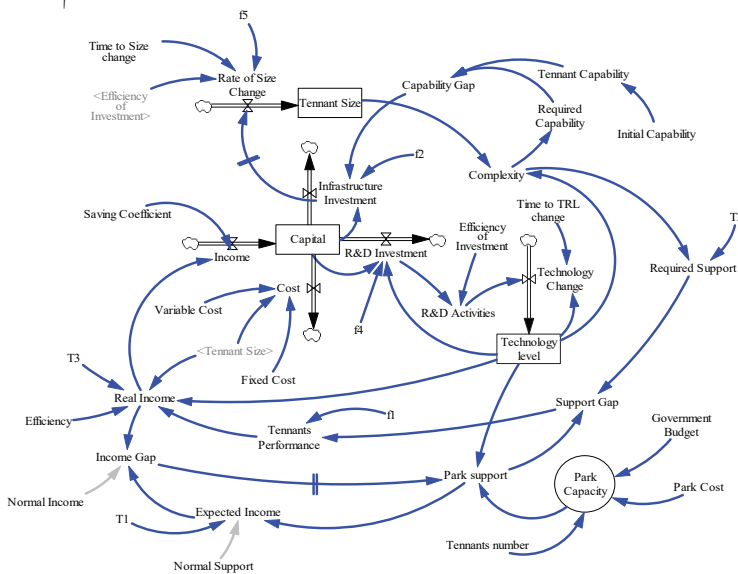 f5
Time to Size
change
Rate of Size
Change
<Efficiency
of
Investment>
Tennant Size
Capability Gap
Tennant Capability
Required
Capability
Initial Capability
f2
Complexity
Infrastructure
Investment
Saving Coefficient
Income
Capital
R&D Investment
Efficiency
of
Investment
Time to TRL
change
Technology
Change
Required Support
Variable Cost
Cost
f4
R&D Activities
<Tennant Size>
Fixed Cost
Technology
level
T3
Real Income
Efficiency
f1
Tennants
Performance
Support Gap
Government
Budget
Income Gap
Normal Income
Park support
Park
Capacity
Park Cost
T1
Expected Income
Normal Support
Tennants number